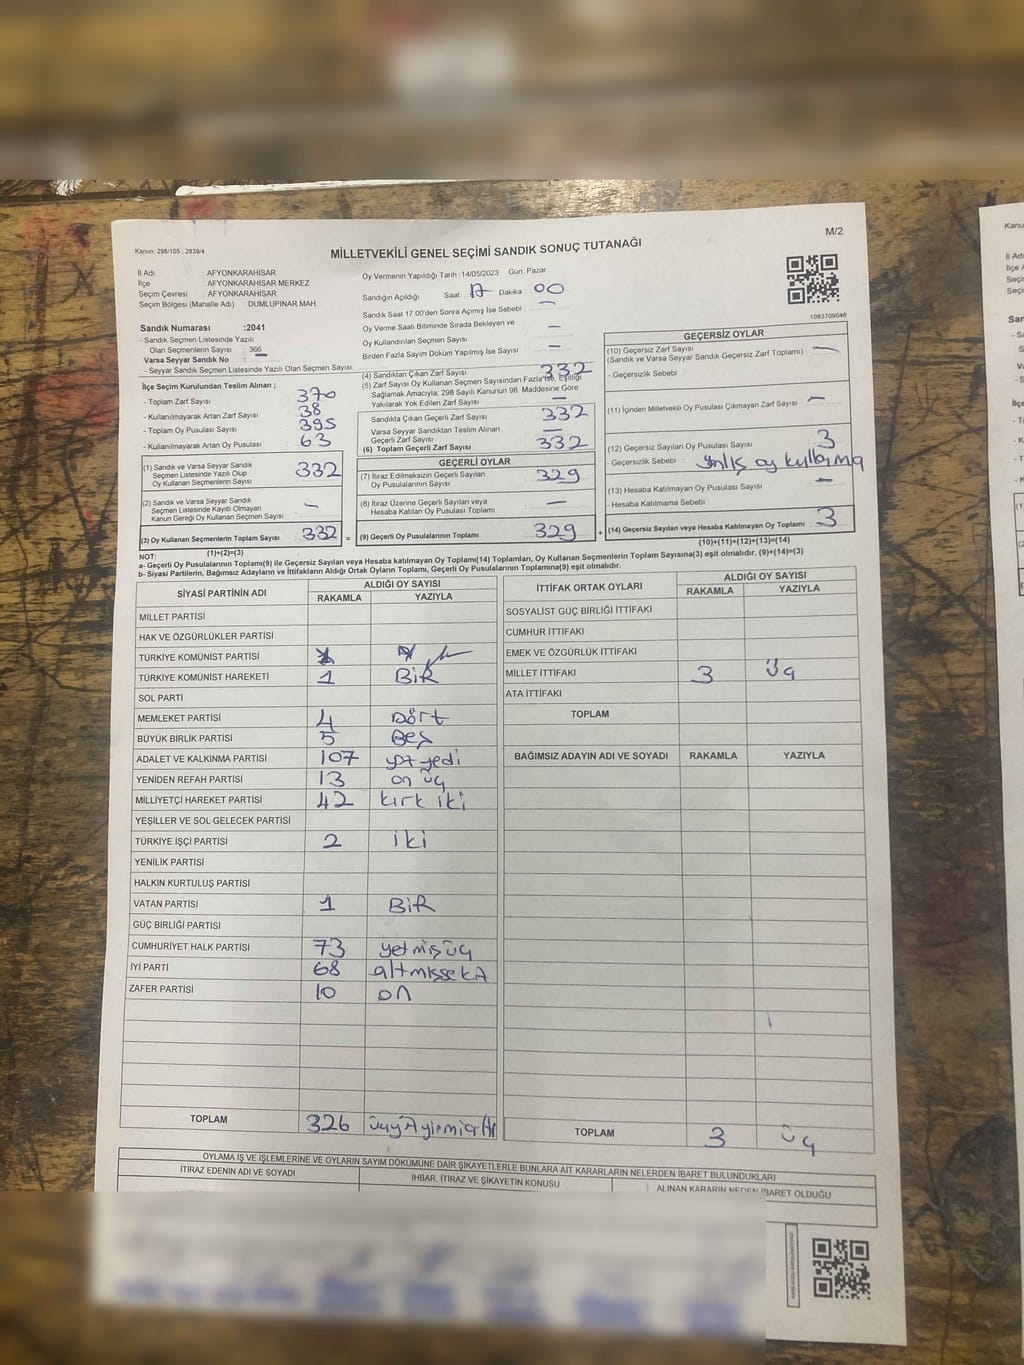 Kanun: 298/105 , 2839/4
MİLLETVEKİLİ GENEL SEÇİMİ SANDIK SONUÇ TUTANAĞI
M/2
İl Adı AFYONKARAHİSAR
İlçe AFYONKARAHİSAR MERKEZ
Seçim Çevresi AFYONKARAHİSAR
Seçim Bölgesi (Mahalle Adı) DUMLUPINAR MAH.
Sandık Numarası :2041
- Sandık Seçmen Listesinde Yazılı
Olan Seçmenlerin Sayısı : 366
Varsa Seyyar Sandık No : —
- Seyyar Sandık Seçmen Listesinde Yazılı Olan Seçmen Sayısı
İlçe Seçim Kurulundan Teslim Alınan ;
- Toplam Zarf Sayısı 370
- Kullanılmayarak Artan Zarf Sayısı 38
- Toplam Oy Pusulası Sayısı 395
- Kullanılmayarak Artan Oy Pusulası 63
(1) Sandık ve Varsa Seyyar Sandık
Seçmen Listesinde Yazılı Olup
Oy Kullanan Seçmenlerin Sayısı 332
(2) Sandık ve Varsa Seyyar Sandık
Seçmen Listesinde Kayıtlı Olmayan
Kanun Gereği Oy Kullanan Seçmen Sayısı —
(3) Oy Kullanan Seçmenlerin Toplam Sayısı 332 =
(1)+(2)=(3)
Oy Vermenin Yapıldığı Tarih :14/05/2023 Gün: Pazar
Sandığın Açıldığı Saat 17 Dakika 00
Sandık Saat 17:00'den Sonra Açılmış İse Sebebi —
Oy Verme Saati Bitiminde Sırada Bekleyen ve
Oy Kullandırılan Seçmen Sayısı —
Birden Fazla Sayım Döküm Yapılmış İse Sayısı —
(4) Sandıktan Çıkan Zarf Sayısı 332
(5) Zarf Sayısı Oy Kullanan Seçmen Sayısından Fazla İse, Eşitliği
Sağlamak Amacıyla, 298 Sayılı Kanunun 98. Maddesine Göre
Yakılarak Yok Edilen Zarf Sayısı —
Sandıkta Çıkan Geçerli Zarf Sayısı 332
Varsa Seyyar Sandıktan Teslim Alınan
Geçerli Zarf Sayısı —
(6) Toplam Geçerli Zarf Sayısı 332
GEÇERLİ OYLAR
(7) İtiraz Edilmeksizin Geçerli Sayılan
Oy Pusulalarının Sayısı 329
(8) İtiraz Üzerine Geçerli Sayılan veya
Hesaba Katılan Oy Pusulası Toplamı —
(9) Geçerli Oy Pusulalarının Toplamı 329 +
1083709046
GEÇERSİZ OYLAR
(10) Geçersiz Zarf Sayısı —
(Sandık ve Varsa Seyyar Sandık Geçersiz Zarf Toplamı)
- Geçersizlik Sebebi
(11) İçinden Milletvekili Oy Pusulası Çıkmayan Zarf Sayısı —
(12) Geçersiz Sayılan Oy Pusulası Sayısı 3
- Geçersizlik Sebebi : Ynlış oy kullanma
(13) Hesaba Katılmayan Oy Pusulası Sayısı —
- Hesaba Katılmama Sebebi
(14) Geçersiz Sayılan veya Hesaba Katılmayan Oy Toplamı 3
(10)+(11)+(12)+(13)=(14)
NOT:
a- Geçerli Oy Pusulaları Toplamı(9) ile Geçersiz Sayılan veya Hesaba katılmayan Oy Toplamı(14) Toplamları, Oy Kullanan Seçmenlerin Toplam Sayısına(3) eşit olmalıdır. (9)+(14)=(3)
b- Siyasi Partilerin, Bağımsız Adayların ve İttifakların Aldığı Ortak Oyların Toplamı, Geçerli Oy Pusulalarının Toplamına(9) eşit olmalıdır.
SİYASİ PARTİNİN ADI ALDIĞI OY SAYISI
RAKAMLA YAZIYLA
MİLLET PARTİSİ
HAK VE ÖZGÜRLÜKLER PARTİSİ
TÜRKİYE KOMÜNİST PARTİSİ
TÜRKİYE KOMÜNİST HAREKETİ 1 Bir
SOL PARTİ
MEMLEKET PARTİSİ 4 Dört
BÜYÜK BİRLİK PARTİSİ 5 Beş
ADALET VE KALKINMA PARTİSİ 107 yedi
YENİDEN REFAH PARTİSİ 13 on üç
MİLLİYETÇİ HAREKET PARTİSİ 42 kırk iki
YEŞİLLER VE SOL GELECEK PARTİSİ
TÜRKİYE İŞÇİ PARTİSİ 2 iki
YENİLİK PARTİSİ
HALKIN KURTULUŞ PARTİSİ
VATAN PARTİSİ 1 Bir
GÜÇ BİRLİĞİ PARTİSİ
CUMHURİYET HALK PARTİSİ 73 yetmişüç
İYİ PARTİ 68
ZAFER PARTİSİ 10 on
TOPLAM 326
İTTİFAK ORTAK OYLARI ALDIĞI OY SAYISI
RAKAMLA YAZIYLA
SOSYALİST GÜÇ BİRLİĞİ İTTİFAKI
CUMHUR İTTİFAKI
EMEK VE ÖZGÜRLÜK İTTİFAKI
MİLLET İTTİFAKI 3 üç
ATA İTTİFAKI
TOPLAM
BAĞIMSIZ ADAYIN ADI VE SOYADI RAKAMLA YAZIYLA
TOPLAM 3 üç
OYLAMA İŞ VE İŞLEMLERİNE VE OYLARIN SAYIM DÖKÜMÜNE DAİR ŞİKAYETLERLE BUNLARA AİT KARARLARIN NELERDEN İBARET BULUNDUKLARI
İTİRAZ EDENİN ADI VE SOYADI İHBAR, İTİRAZ VE ŞİKAYETİN KONUSU ALINAN KARARIN NEDEN İBARET OLDUĞU